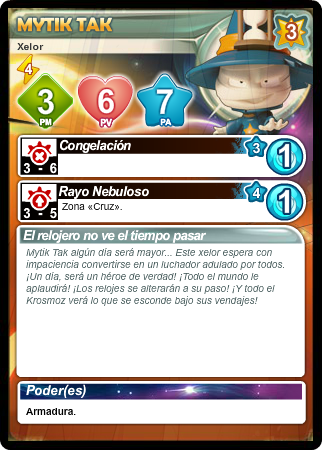 MYTIK TAK
3
Xelor
4
3 PM
6 PV
7 PA
Congelación
3 - 6
3
1
Rayo Nebuloso
Zona «Cruz».
3 - 5
4
1
El relojero no ve el tiempo pasar
Mytik Tak algún día será mayor... Este xelor espera con
impaciencia convertirse en un luchador adulado por todos.
¡Un día, será un héroe de verdad! ¡Todo el mundo le
aplaudirá! ¡Los relojes se alterarán a su paso! ¡Y todo el
Krosmoz verá lo que se esconde bajo sus vendajes!
Poder(es)
Armadura.